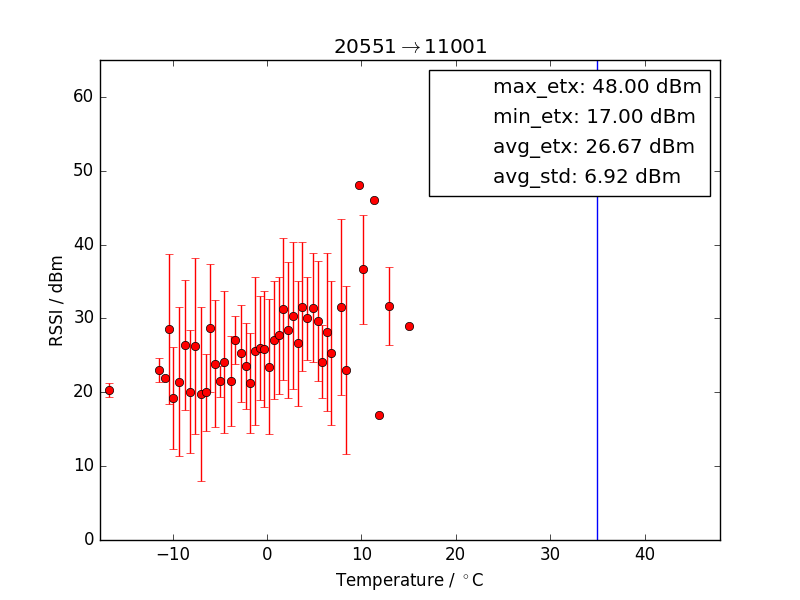 20551→11001
max_etx: 48.00 dBm
min_etx: 17.00 dBm
avg_etx: 26.67 dBm
avg_std: 6.92 dBm
RSSI / dBm
60
50
40
30
20
10
0
−10 0 10 20 30 40
Temperature / °C